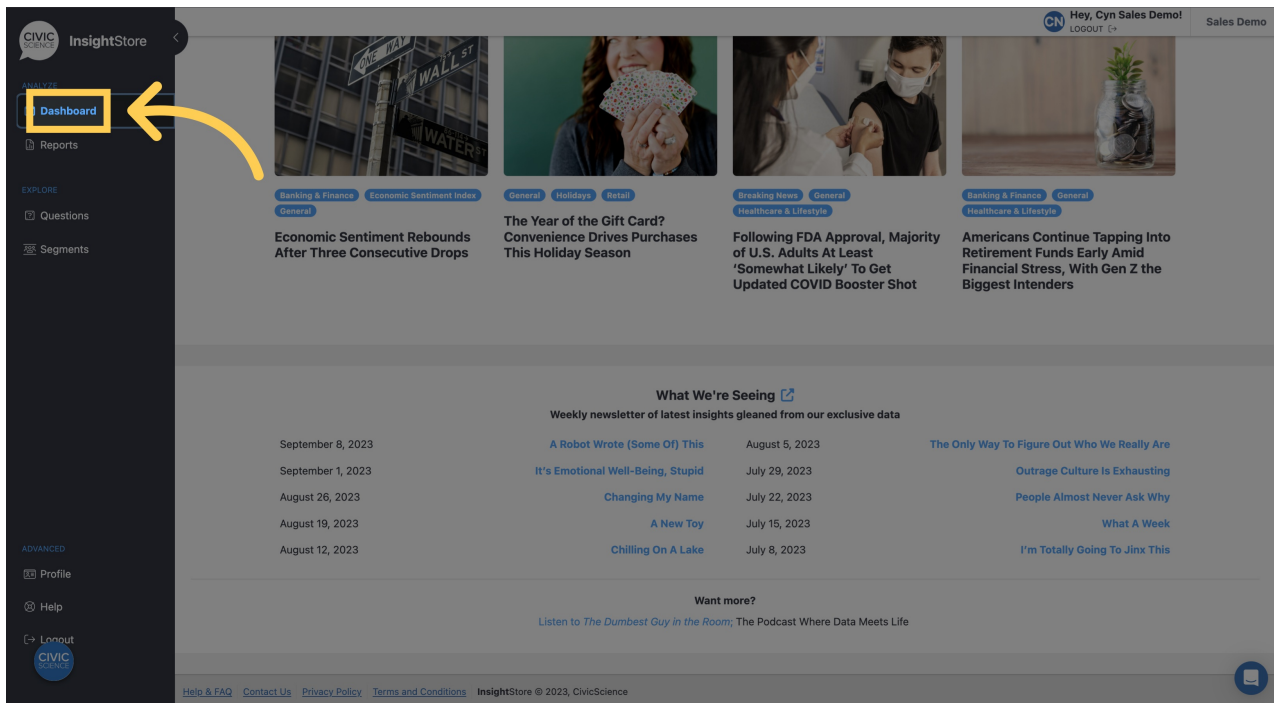 CIVIC
SCIENCE
InsightStore
Hey, Cyn Sales Demo!
CN
LOGOUT
Sales Demo
ANALYZE
Dashboard
Reports
EXPLORE
Questions
Segments
ADVANCED
Profile
Help
Logout
CIVIC
SCIENCE
ONE WAY
WALL ST
WATER ST
Banking & Finance Economic Sentiment Index
General
Economic Sentiment Rebounds
After Three Consecutive Drops
General Holidays Retail
The Year of the Gift Card?
Convenience Drives Purchases
This Holiday Season
Breaking News General
Healthcare & Lifestyle
Following FDA Approval, Majority
of U.S. Adults At Least
‘Somewhat Likely’ To Get
Updated COVID Booster Shot
Banking & Finance General
Healthcare & Lifestyle
Americans Continue Tapping Into
Retirement Funds Early Amid
Financial Stress, With Gen Z the
Biggest Intenders
What We're Seeing
Weekly newsletter of latest insights gleaned from our exclusive data
September 8, 2023 A Robot Wrote (Some Of) This August 5, 2023 The Only Way To Figure Out Who We Really Are
September 1, 2023 It's Emotional Well-Being, Stupid July 29, 2023 Outrage Culture Is Exhausting
August 26, 2023 Changing My Name July 22, 2023 People Almost Never Ask Why
August 19, 2023 A New Toy July 15, 2023 What A Week
August 12, 2023 Chilling On A Lake July 8, 2023 I'm Totally Going To Jinx This
Want more?
Listen to The Dumbest Guy in the Room; The Podcast Where Data Meets Life
Help & FAQ Contact Us Privacy Policy Terms and Conditions InsightStore © 2023, CivicScience